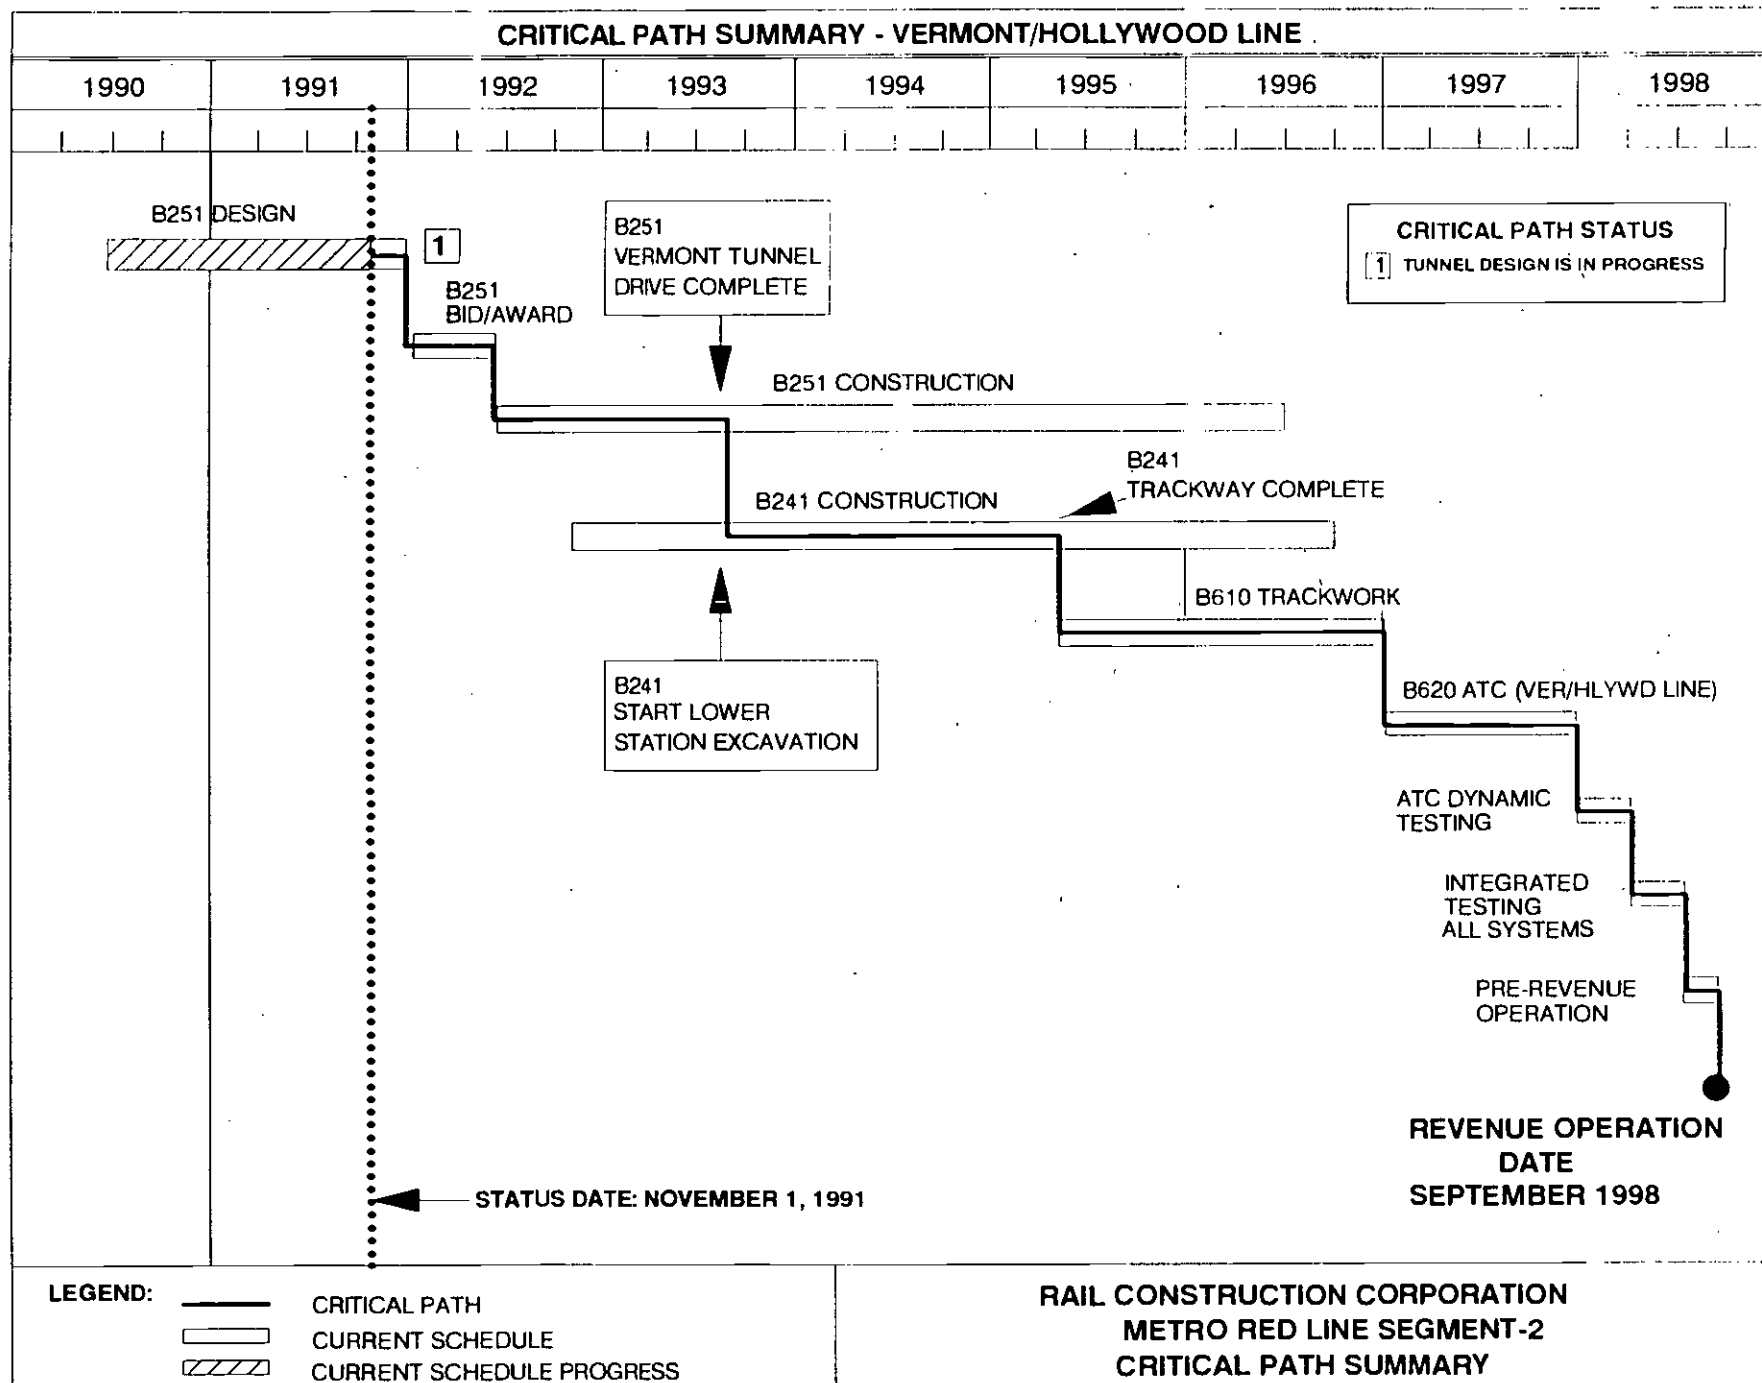 CRITICAL PATH SUMMARY - VERMONT/HOLLYWOOD LINE
1990 1991 1992 1993 1994 1995 1996 1997 1998
B251 DESIGN
1
B251
BID/AWARD
B251
VERMONT TUNNEL
DRIVE COMPLETE
CRITICAL PATH STATUS
1 TUNNEL DESIGN IS IN PROGRESS
B251 CONSTRUCTION
B241
TRACKWAY COMPLETE
B241 CONSTRUCTION
B610 TRACKWORK
B241
START LOWER
STATION EXCAVATION
B620 ATC (VER/HLYWD LINE)
ATC DYNAMIC
TESTING
INTEGRATED
TESTING
ALL SYSTEMS
PRE-REVENUE
OPERATION
REVENUE OPERATION
DATE
SEPTEMBER 1998
STATUS DATE: NOVEMBER 1, 1991
LEGEND:
CRITICAL PATH
CURRENT SCHEDULE
CURRENT SCHEDULE PROGRESS
RAIL CONSTRUCTION CORPORATION
METRO RED LINE SEGMENT-2
CRITICAL PATH SUMMARY